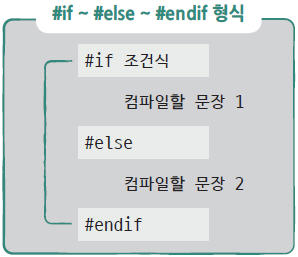 #if ~ #else ~ #endif 형식
#if 조건식
컴파일할 문장 1
#else
컴파일할 문장 2
#endif